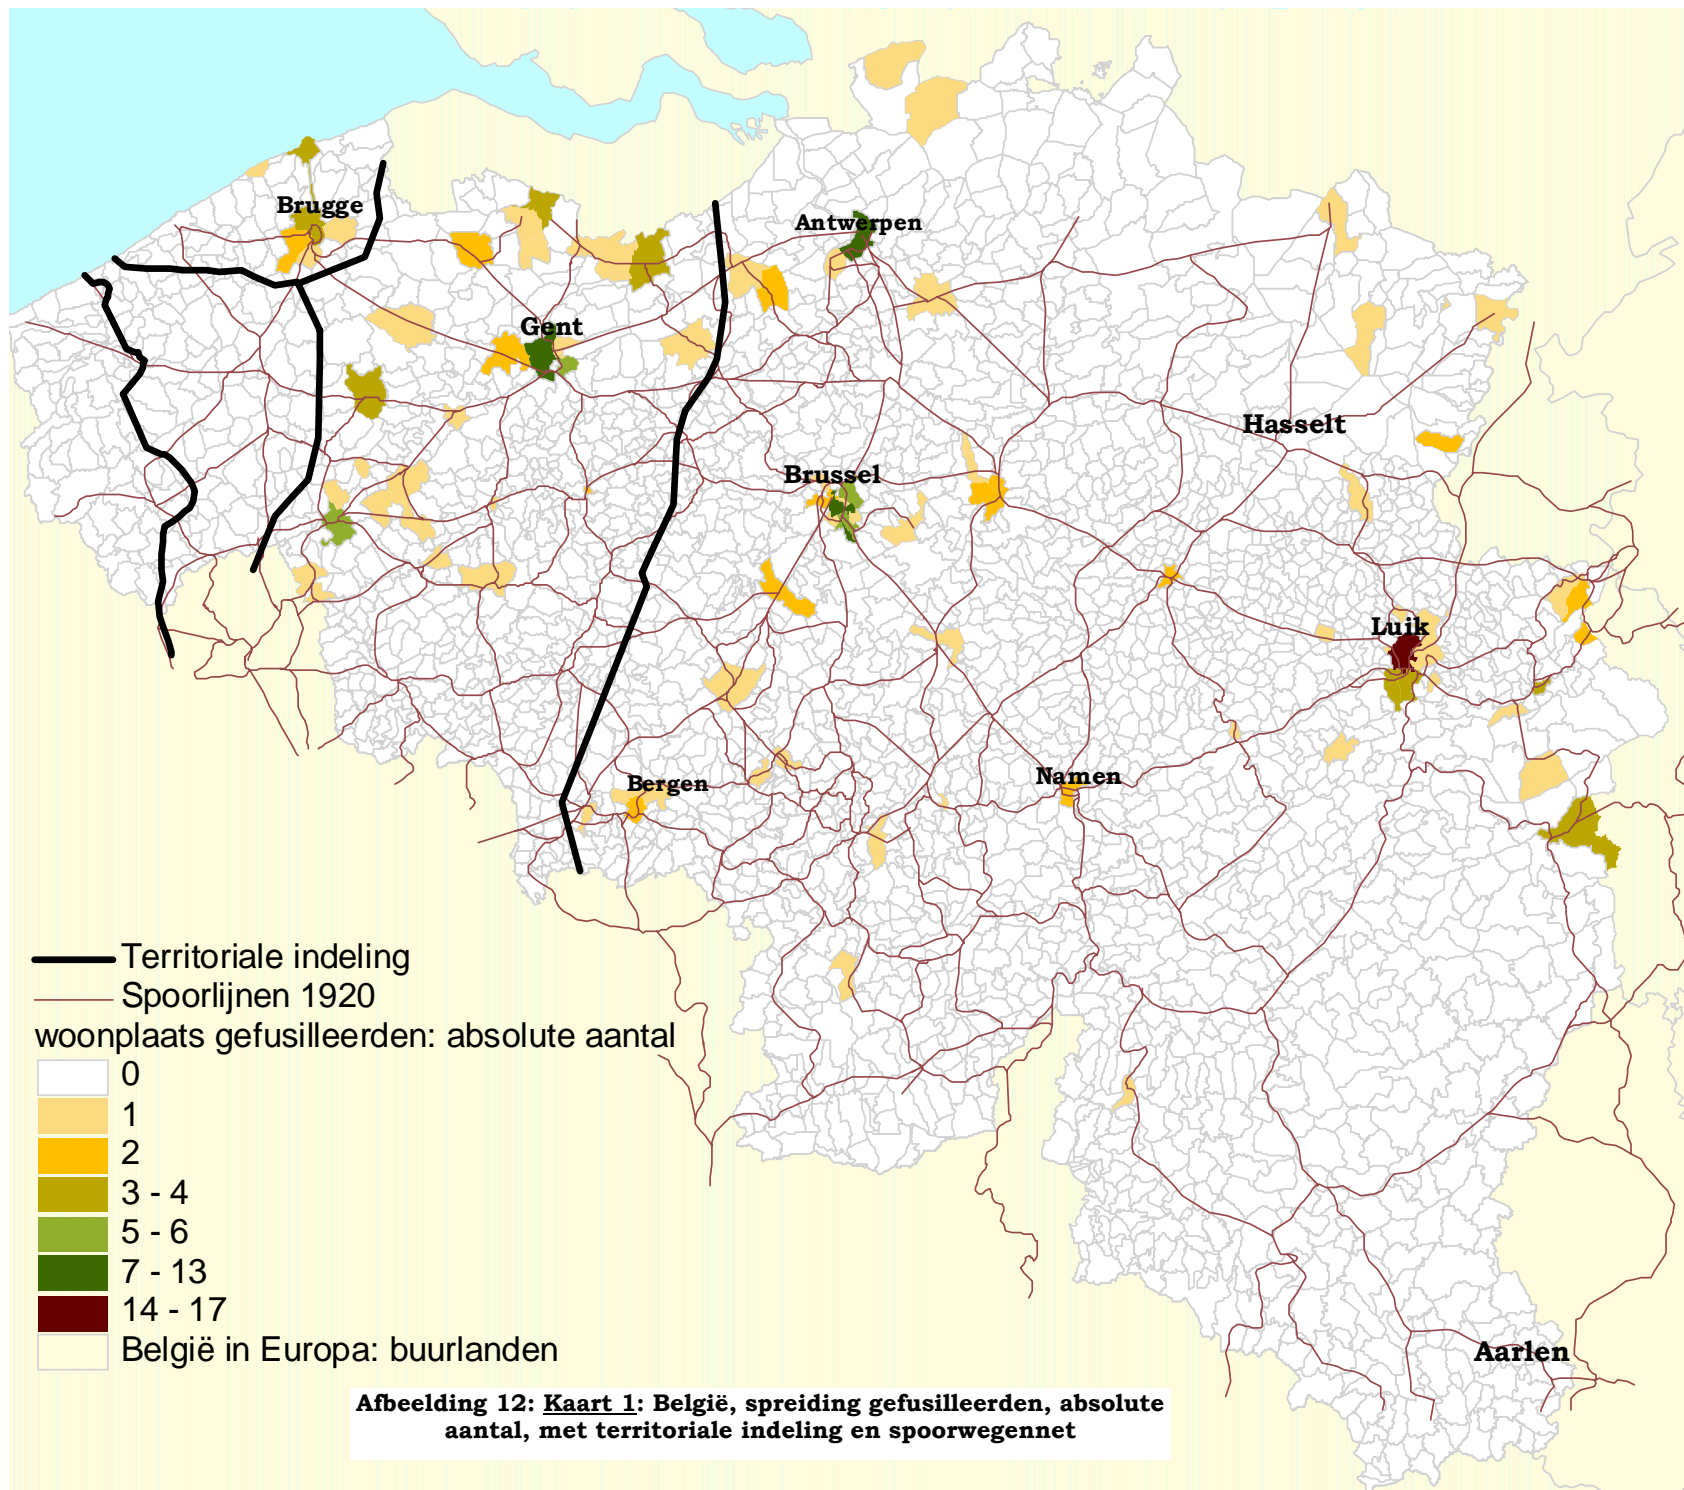 Brugge
Antwerpen
Gent
Hasselt
Brussel
Luik
Namen
Bergen
Aarlen
Territoriale indeling
Spoorlijnen 1920
woonplaats gefusilleerden: absolute aantal
0
1
2
3 - 4
5 - 6
7 - 13
14 - 17
België in Europa: buurlanden
Afbeelding 12: Kaart 1: België, spreiding gefusilleerden, absolute
aantal, met territoriale indeling en spoorwegennet